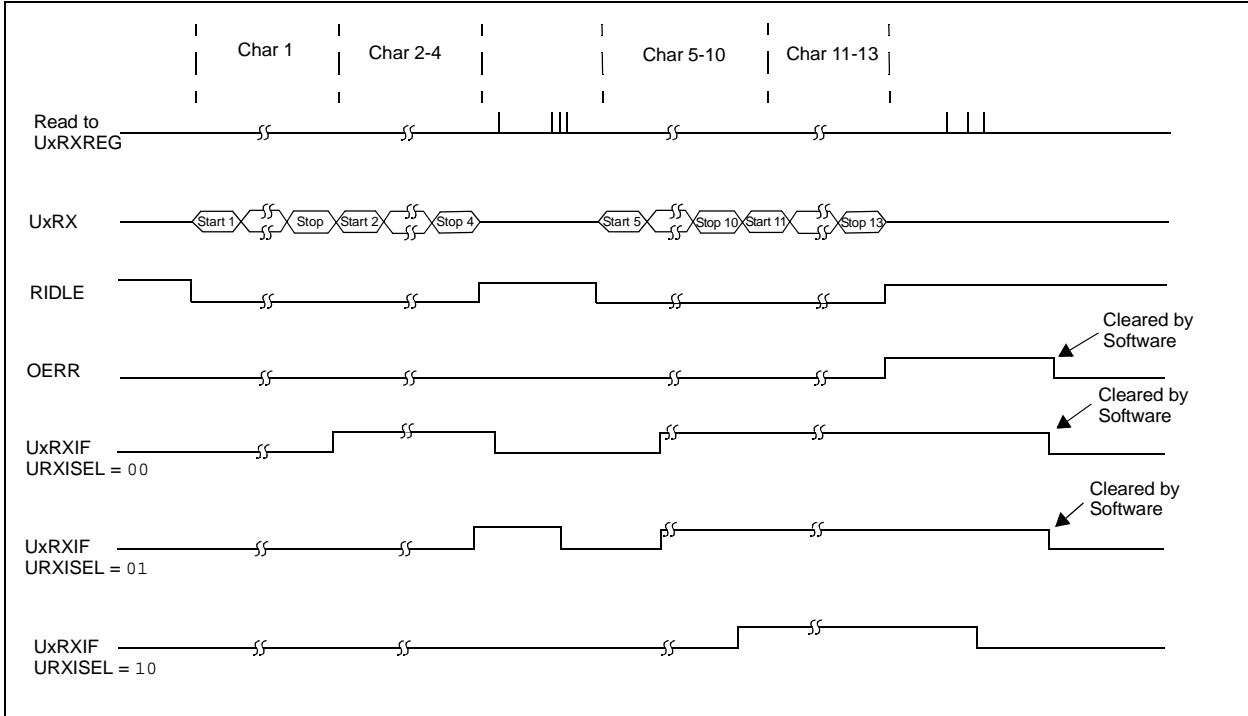 Char 1
Char 2-4
Char 5-10
Char 11-13
Read to
UxRXREG
UxRX
Start 1
Stop
Start 2
Stop 4
Start 5
Stop 10
Start 11
Stop 13
RIDLE
Cleared by
Software
OERR
Cleared by
Software
UxRXIF
URXISEL = 00
Cleared by
Software
UxRXIF
URXISEL = 01
UxRXIF
URXISEL = 10